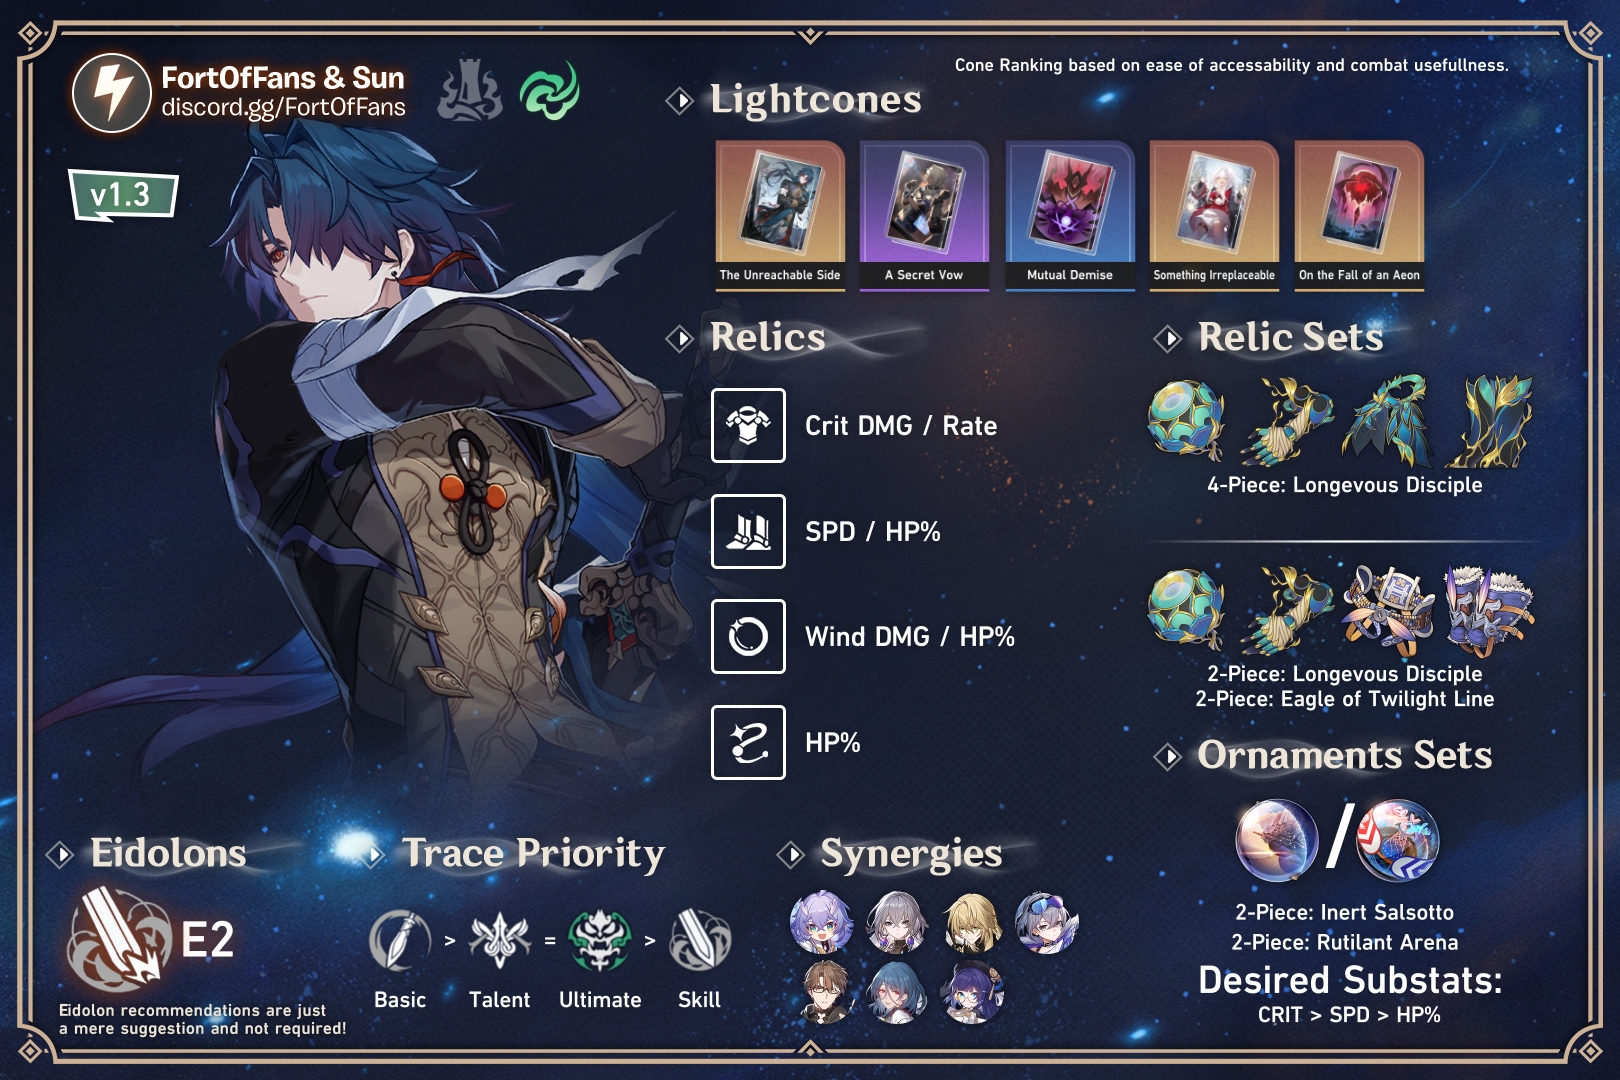 FortOfFans & Sun
discord.gg/FortOfFans
v1.3
Cone Ranking based on ease of accessability and combat usefullness.
Lightcones
The Unreachable Side
A Secret Vow
Mutual Demise
Something Irreplaceable
On the Fall of an Aeon
Relics
Crit DMG / Rate
SPD / HP%
Wind DMG / HP%
HP%
Relic Sets
4-Piece: Longevous Disciple
2-Piece: Longevous Disciple
2-Piece: Eagle of Twilight Line
Ornaments Sets
/
2-Piece: Inert Salsotto
2-Piece: Rutilant Arena
Desired Substats:
CRIT > SPD > HP%
Eidolons
E2
Eidolon recommendations are just
a mere suggestion and not required!
Trace Priority
> = >
Basic Talent Ultimate Skill
Synergies